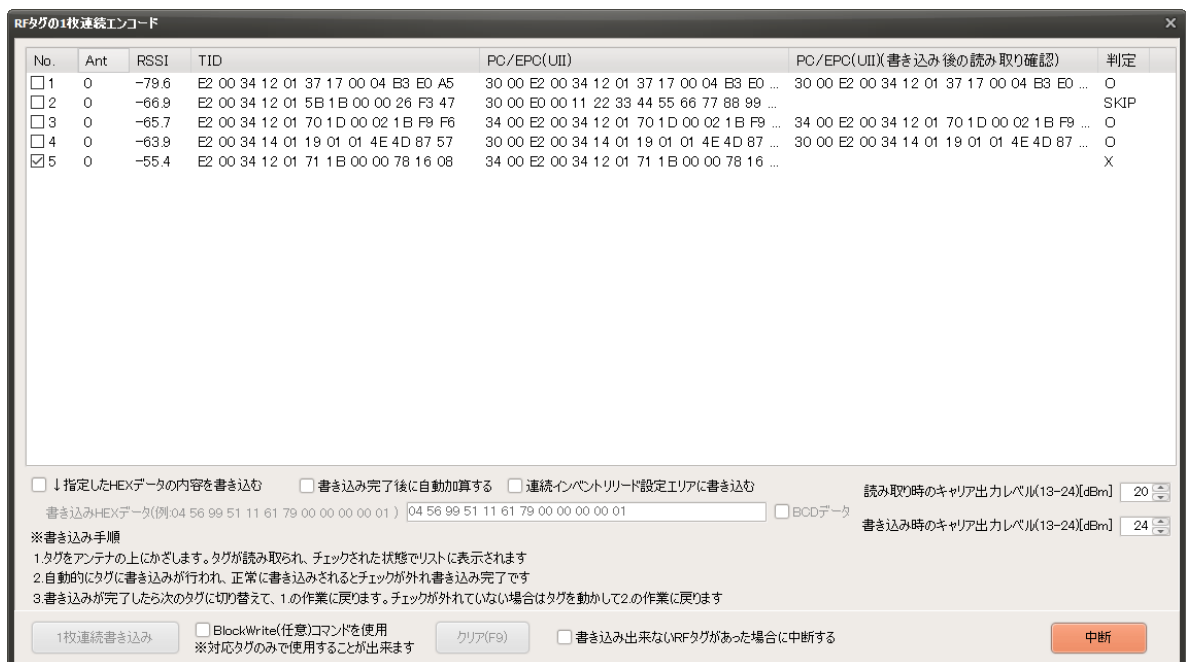 RFタグの1枚連続エンコード
No. Ant RSSI TID PC/EPC(UII) PC/EPC(UII)(書き込み後の読み取り確認) 判定
1 0 -79.6 E2 00 34 12 01 37 17 00 04 B3 E0 A5 30 00 E2 00 34 12 01 37 17 00 04 B3 E0 ... 30 00 E2 00 34 12 01 37 17 00 04 B3 E0 ... O
2 0 -66.9 E2 00 34 12 01 5B 1B 00 00 26 F3 47 30 00 E0 00 11 22 33 44 55 66 77 88 99 ... SKIP
3 0 -65.7 E2 00 34 12 01 70 1D 00 02 1B F9 F6 34 00 E2 00 34 12 01 70 1D 00 02 1B F9 ... 34 00 E2 00 34 12 01 70 1D 00 02 1B F9 ... O
4 0 -63.9 E2 00 34 14 01 19 01 01 4E 4D 87 57 30 00 E2 00 34 14 01 19 01 01 4E 4D 87 ... 30 00 E2 00 34 14 01 19 01 01 4E 4D 87 ... O
5 0 -55.4 E2 00 34 12 01 71 1B 00 00 78 16 08 34 00 E2 00 34 12 01 71 1B 00 00 78 16 ... X
↓指定したHEXデータの内容を書き込む 書き込み完了後に自動加算する 連続インベントリリード設定エリアに書き込む
読み取り時のキャリア出力レベル(13-24)[dBm] 20
書き込みHEXデータ(例:04 56 99 51 11 61 79 00 00 00 00 01 ) 04 56 99 51 11 61 79 00 00 00 00 01 BCDデータ
書き込み時のキャリア出力レベル(13-24)[dBm] 24
※書き込み手順
1.タグをアンテナの上にかざします。タグが読み取られ、チェックされた状態でリストに表示されます
2.自動的にタグに書き込みが行われ、正常に書き込みされるとチェックが外れ書き込み完了です
3.書き込みが完了したら次のタグに切り替えて、1.の作業に戻ります。チェックが外れていない場合はタグを動かして2.の作業に戻ります
1枚連続書き込み
BlockWrite(任意)コマンドを使用
※対応タグのみで使用することが出来ます
クリア(F9)
書き込み出来ないRFタグがあった場合に中断する
中断